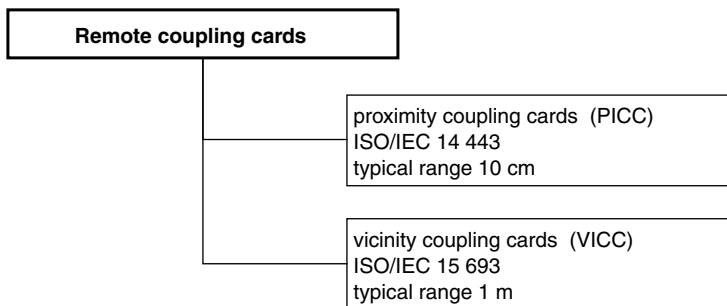 Remote coupling cards
proximity coupling cards (PICC)
ISO/IEC 14 443
typical range 10 cm
vicinity coupling cards (VICC)
ISO/IEC 15 693
typical range 1 m